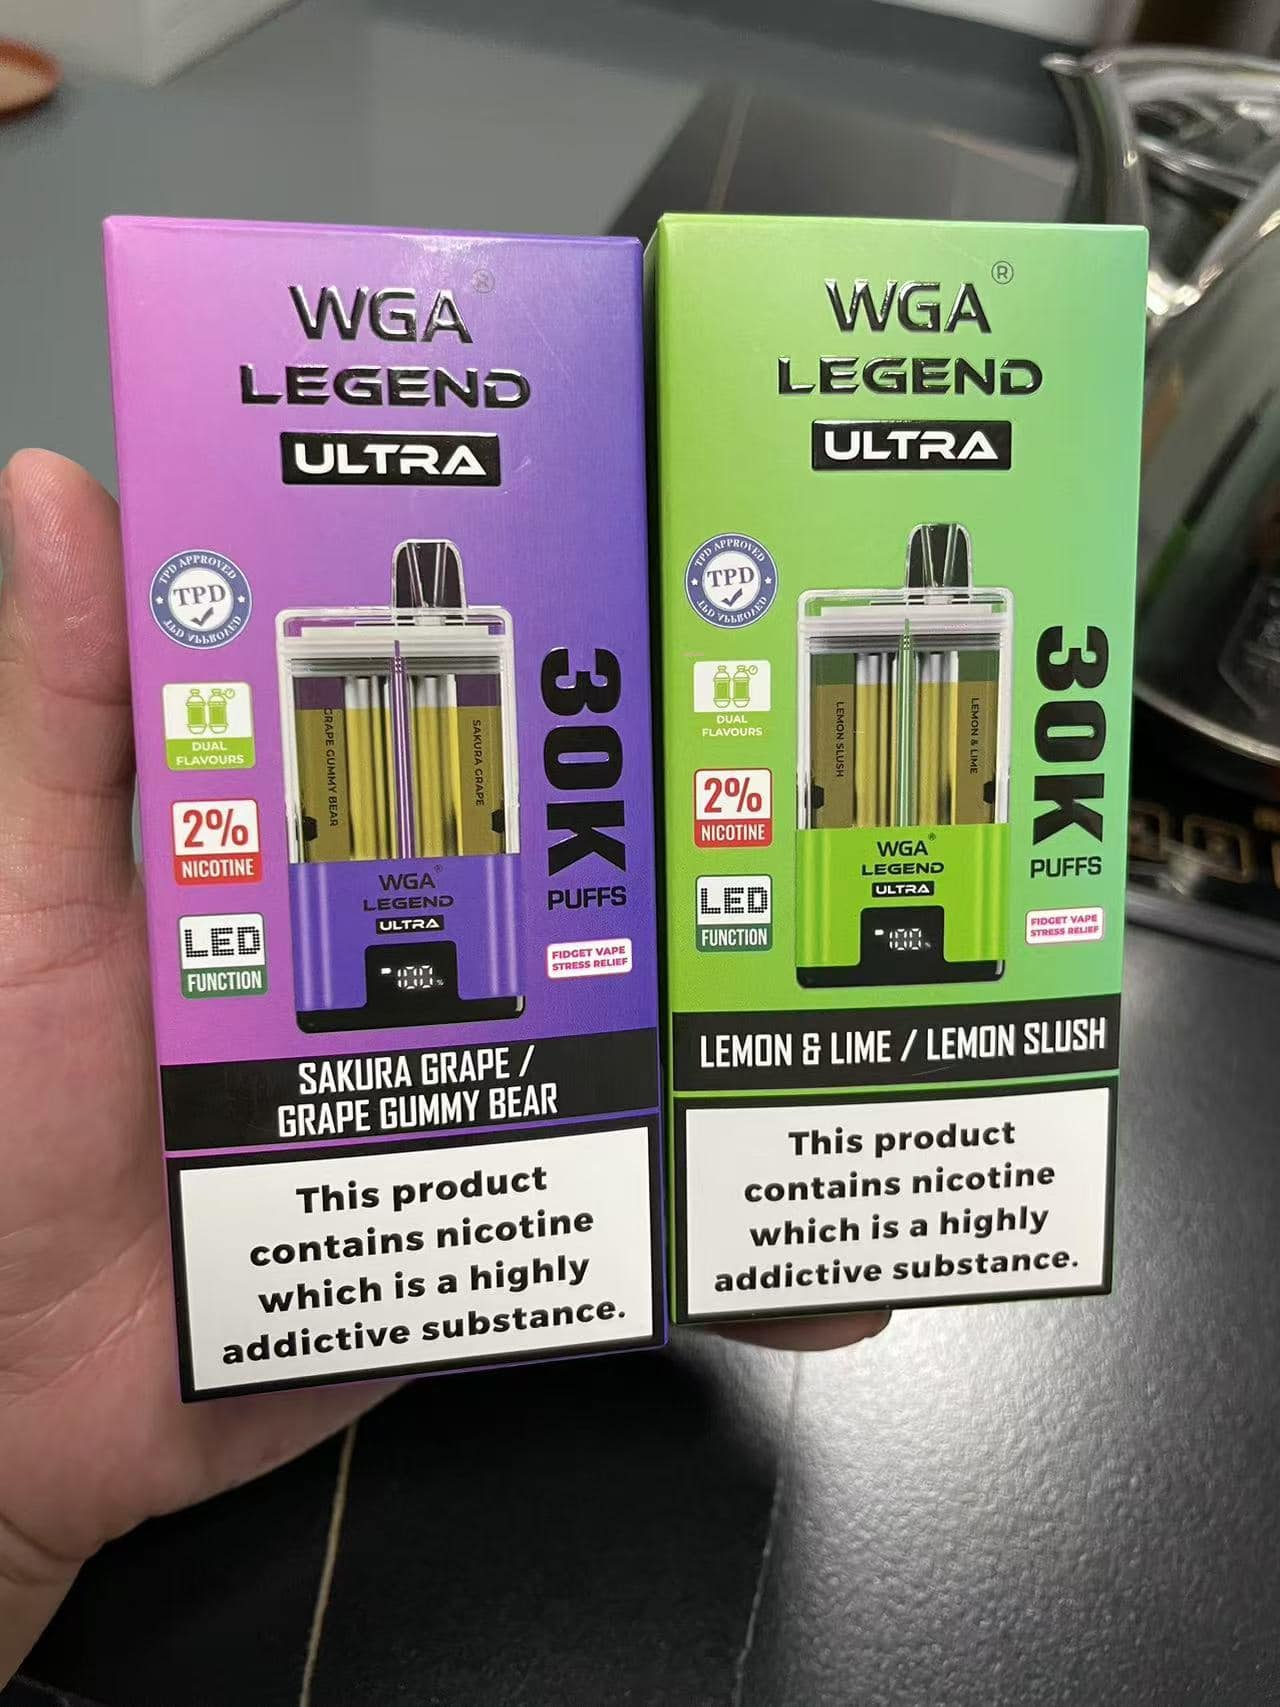 WGA®
LEGEND
ULTRA
TPD APPROVED
TPD
TPD APPROVED
DUAL
FLAVOURS
2%
NICOTINE
LED
FUNCTION
GRAPE GUMMY BEAR
SAKURA GRAPE
WGA®
LEGEND
ULTRA
100%
30K
PUFFS
FIDGET VAPE
STRESS RELIEF
SAKURA GRAPE /
GRAPE GUMMY BEAR
This product
contains nicotine
which is a highly
addictive substance.
WGA®
LEGEND
ULTRA
TPD APPROVED
TPD
TPD APPROVED
DUAL
FLAVOURS
2%
NICOTINE
LED
FUNCTION
LEMON SLUSH
LEMON & LIME
WGA®
LEGEND
ULTRA
100%
30K
PUFFS
FIDGET VAPE
STRESS RELIEF
LEMON & LIME / LEMON SLUSH
This product
contains nicotine
which is a highly
addictive substance.